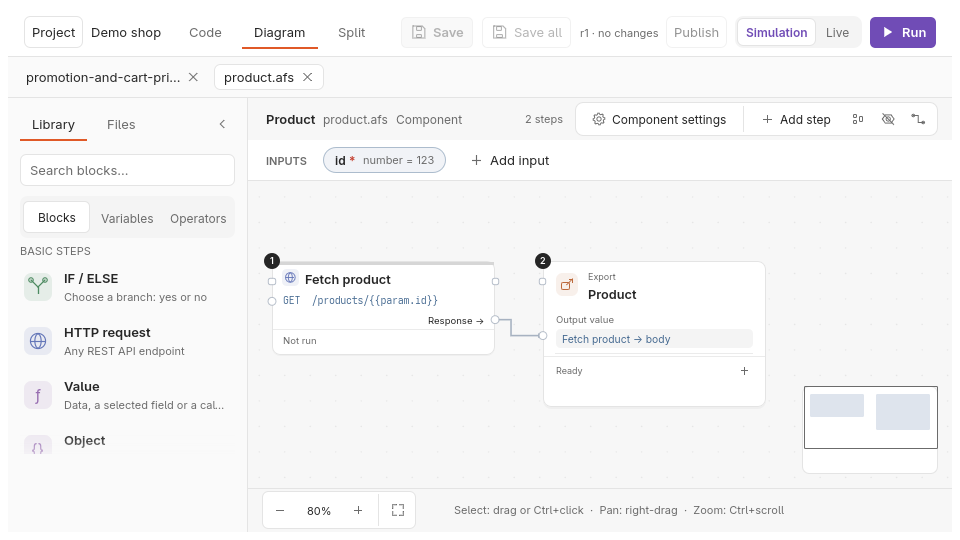 Project Demo shop Code Diagram Split Save Save all r1 · no changes Publish Simulation Live Run
promotion-and-cart-pri... product.afs
Library Files
Search blocks...
Blocks Variables Operators
BASIC STEPS
IF / ELSE
Choose a branch: yes or no
HTTP request
Any REST API endpoint
Value
Data, a selected field or a cal...
Object
Product product.afs Component 2 steps Component settings Add step
INPUTS id * number = 123 Add input
1
Fetch product
GET /products/{{param.id}}
Response →
Not run
2
Export
Product
Output value
Fetch product → body
Ready +
− 80% + Select: drag or Ctrl+click · Pan: right-drag · Zoom: Ctrl+scroll